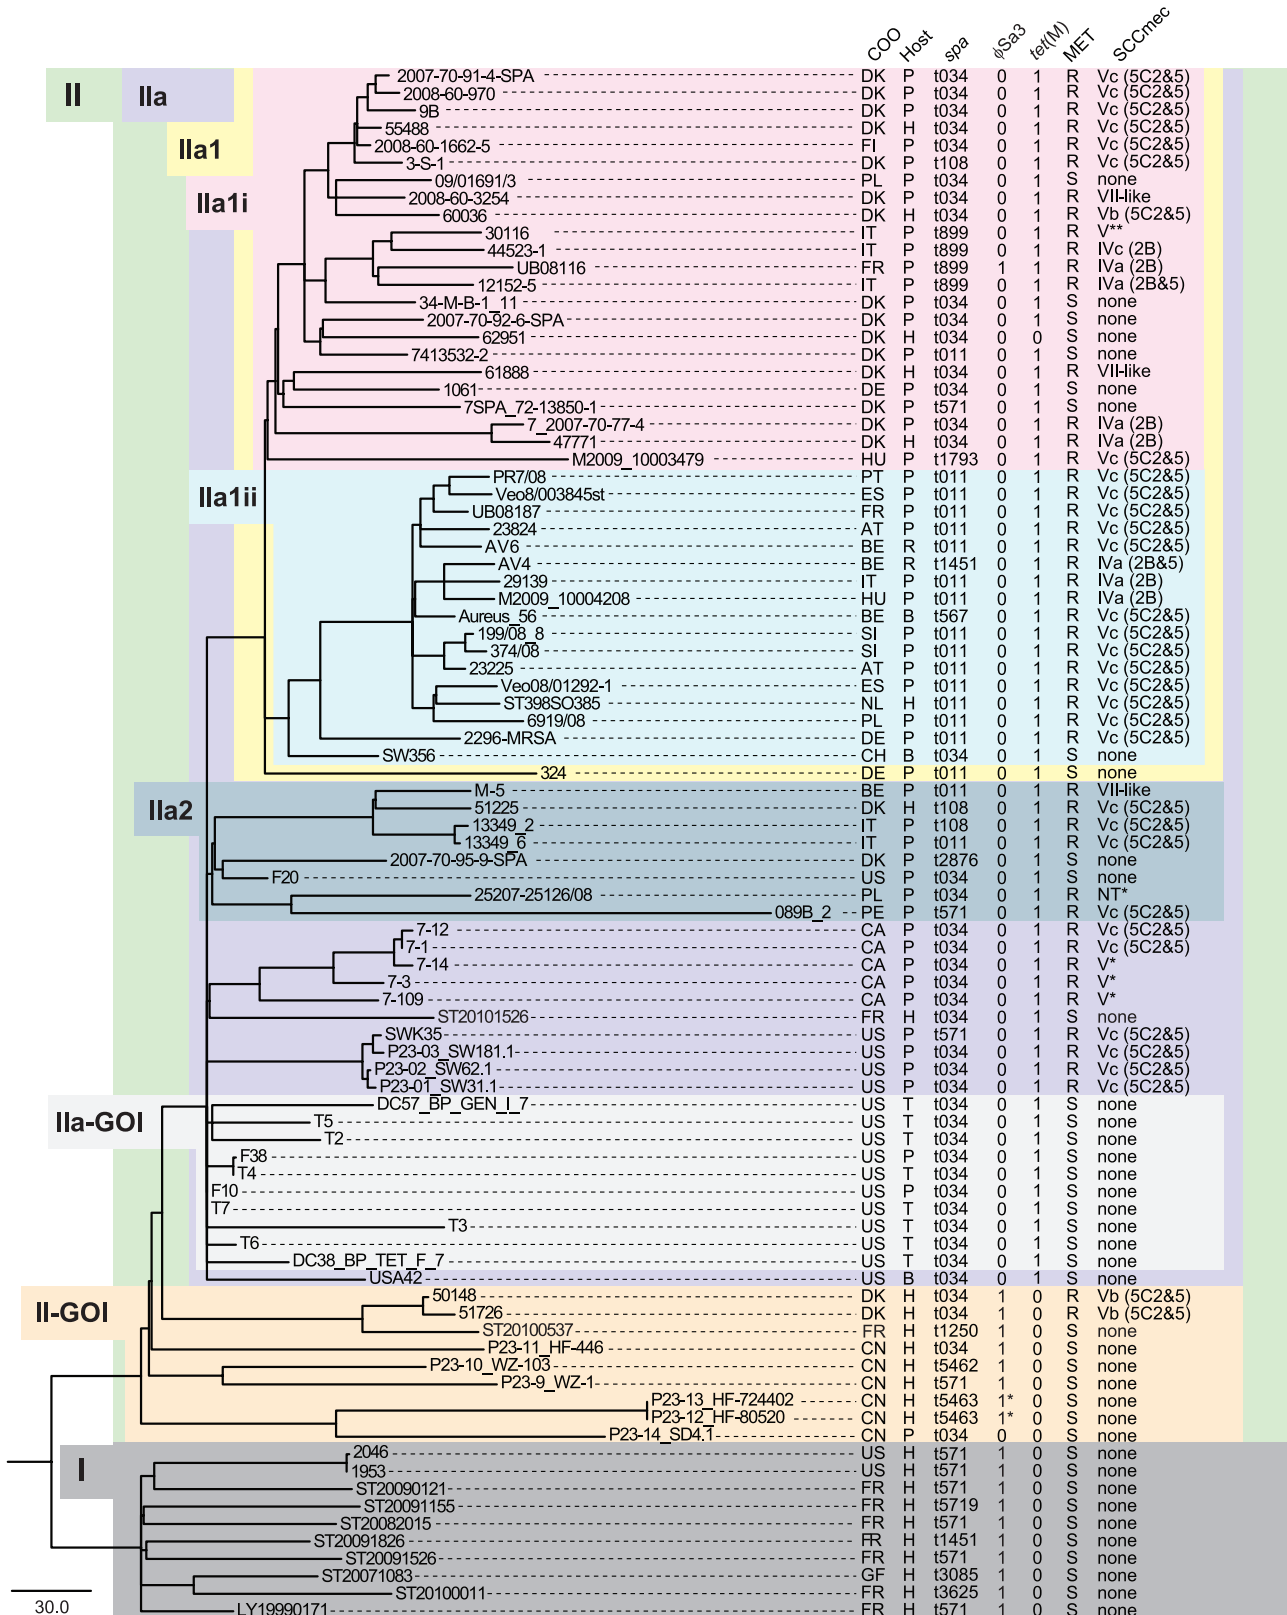 COO Host spa ϕSa3 tet(M) MET SCCmec
II IIa 2007-70-91-4-SPA DK P t034 0 1 R Vc (5C2&5)
2008-60-970 DK P t034 0 1 R Vc (5C2&5)
9B DK P t034 0 1 R Vc (5C2&5)
55488 DK H t034 0 1 R Vc (5C2&5)
IIa1 2008-60-1662-5 FI P t034 0 1 R Vc (5C2&5)
3-S-1 DK P t108 0 1 R Vc (5C2&5)
09/01691/3 PL P t034 0 1 S none
IIa1i 2008-60-3254 DK P t034 0 1 R VII-like
60036 DK H t034 0 1 R Vb (5C2&5)
30116 IT P t899 0 1 R V**
44523-1 IT P t899 0 1 R IVc (2B)
UB08116 FR P t899 1 1 R IVa (2B)
12152-5 IT P t899 0 1 R IVa (2B&5)
34-M-B-1_11 DK P t034 0 1 S none
2007-70-92-6-SPA DK P t034 0 1 S none
62951 DK H t034 0 0 S none
7413532-2 DK P t011 0 1 S none
61888 DK H t034 0 1 R VII-like
1061 DE P t034 0 1 S none
7SPA_72-13850-1 DK P t571 0 1 S none
7_2007-70-77-4 DK P t034 0 1 R IVa (2B)
47771 DK H t034 0 1 R IVa (2B)
M2009_10003479 HU P t1793 0 1 R Vc (5C2&5)
PR7/08 PT P t011 0 1 R Vc (5C2&5)
IIa1ii Veo8/003845st ES P t011 0 1 R Vc (5C2&5)
UB08187 FR P t011 0 1 R Vc (5C2&5)
23824 AT P t011 0 1 R Vc (5C2&5)
AV6 BE R t011 0 1 R Vc (5C2&5)
AV4 BE R t1451 0 1 R IVa (2B&5)
29139 IT P t011 0 1 R IVa (2B)
M2009_10004208 HU P t011 0 1 R IVa (2B)
Aureus_56 BE B t567 0 1 R Vc (5C2&5)
199/08_8 SI P t011 0 1 R Vc (5C2&5)
374/08 SI P t011 0 1 R Vc (5C2&5)
23225 AT P t011 0 1 R Vc (5C2&5)
Veo08/01292-1 ES P t011 0 1 R Vc (5C2&5)
ST398SO385 NL H t011 0 1 R Vc (5C2&5)
6919/08 PL P t011 0 1 R Vc (5C2&5)
2296-MRSA DE P t011 0 1 R Vc (5C2&5)
SW356 CH B t034 0 1 S none
324 DE P t011 0 1 S none
M-5 BE P t011 0 1 R VII-like
IIa2 51225 DK H t108 0 1 R Vc (5C2&5)
13349_2 IT P t108 0 1 R Vc (5C2&5)
13349_6 IT P t011 0 1 R Vc (5C2&5)
2007-70-95-9-SPA DK P t2876 0 1 S none
F20 US P t034 0 1 S none
25207-25126/08 PL P t034 0 1 R NT*
089B_2 PE P t571 0 1 R Vc (5C2&5)
7-12 CA P t034 0 1 R Vc (5C2&5)
7-1 CA P t034 0 1 R Vc (5C2&5)
7-14 CA P t034 0 1 R V*
7-3 CA P t034 0 1 R V*
7-109 CA P t034 0 1 R V*
ST20101526 FR H t034 0 1 S none
SWK35 US P t571 0 1 R Vc (5C2&5)
P23-03_SW181.1 US P t034 0 1 R Vc (5C2&5)
P23-02_SW62.1 US P t034 0 1 R Vc (5C2&5)
P23-01_SW31.1 US P t034 0 1 R Vc (5C2&5)
DC57_BP_GEN_I_7 US T t034 0 1 S none
IIa-GOI T5 US T t034 0 1 S none
T2 US T t034 0 1 S none
F38 US P t034 0 1 S none
T4 US T t034 0 1 S none
F10 US P t034 0 1 S none
T7 US T t034 0 1 S none
T3 US T t034 0 1 S none
T6 US T t034 0 1 S none
DC38_BP_TET_F_7 US T t034 0 1 S none
USA42 US B t034 0 1 S none
50148 DK H t034 1 0 R Vb (5C2&5)
II-GOI 51726 DK H t034 1 0 R Vb (5C2&5)
ST20100537 FR H t1250 1 0 S none
P23-11_HF-446 CN H t034 1 0 S none
P23-10_WZ-103 CN H t5462 1 0 S none
P23-9_WZ-1 CN H t571 1 0 S none
P23-13_HF-724402 CN H t5463 1* 0 S none
P23-12_HF-80520 CN H t5463 1* 0 S none
P23-14_SD4.1 CN P t034 0 0 S none
2046 US H t571 1 0 S none
I 1953 US H t571 1 0 S none
ST20090121 FR H t571 1 0 S none
ST20091155 FR H t5719 1 0 S none
ST20082015 FR H t571 1 0 S none
ST20091826 FR H t1451 1 0 S none
ST20091526 FR H t571 1 0 S none
ST20071083 GF H t3085 1 0 S none
ST20100011 FR H t3625 1 0 S none
30.0 LY19990171 FR H t571 1 0 S none